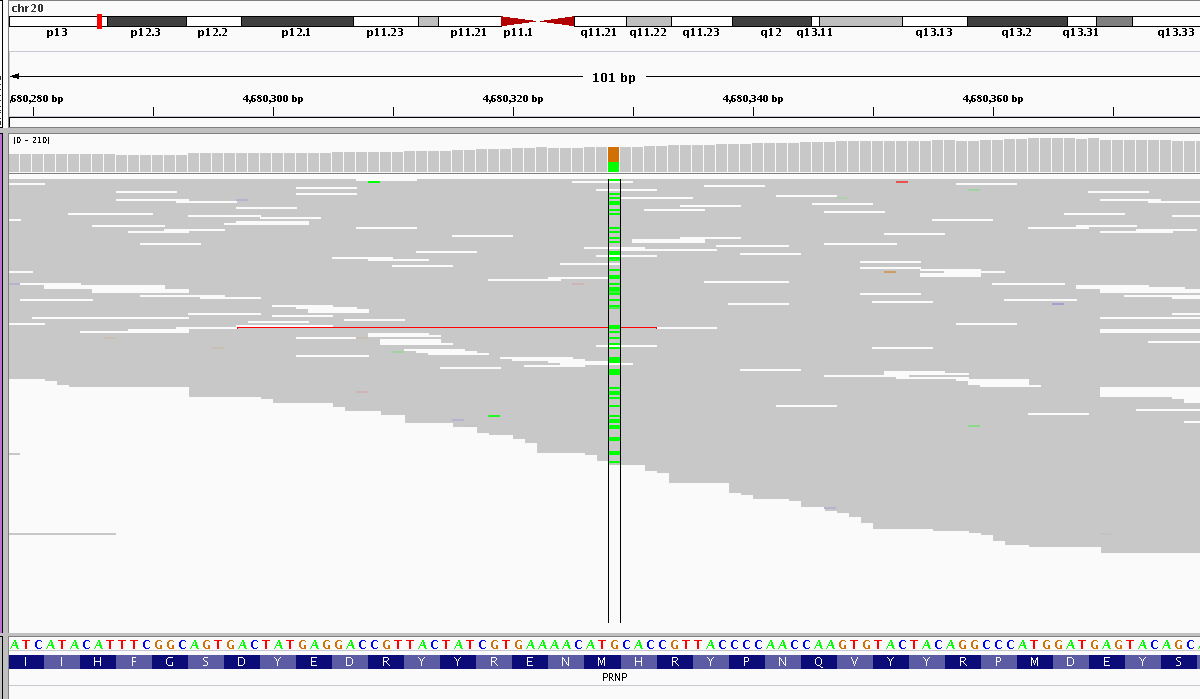 chr20
p13 p12.3 p12.2 p12.1 p11.23 p11.21 p11.1 q11.21 q11.22 q11.23 q12 q13.11 q13.13 q13.2 q13.31 q13.33
101 bp
680,280 bp 4,680,300 bp 4,680,320 bp 4,680,340 bp 4,680,360 bp
[0 - 210]
A T C A T A C A T T T C G G C A G T G A C T A T G A G G A C C G T T A C T A T C G T G A A A A C A T G C A C C G T T A C C C C A A C C A A G T G T A C T A C A G G C C C A T G G A T G A G T A C A G C
I I H F G S D Y E D R Y Y R E N M H R Y P N Q V Y Y R P M D E Y S
PRNP